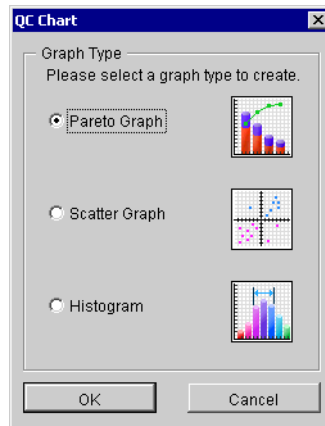 QC Chart
Graph Type
Please select a graph type to create.
Pareto Graph
Scatter Graph
Histogram
OK
Cancel